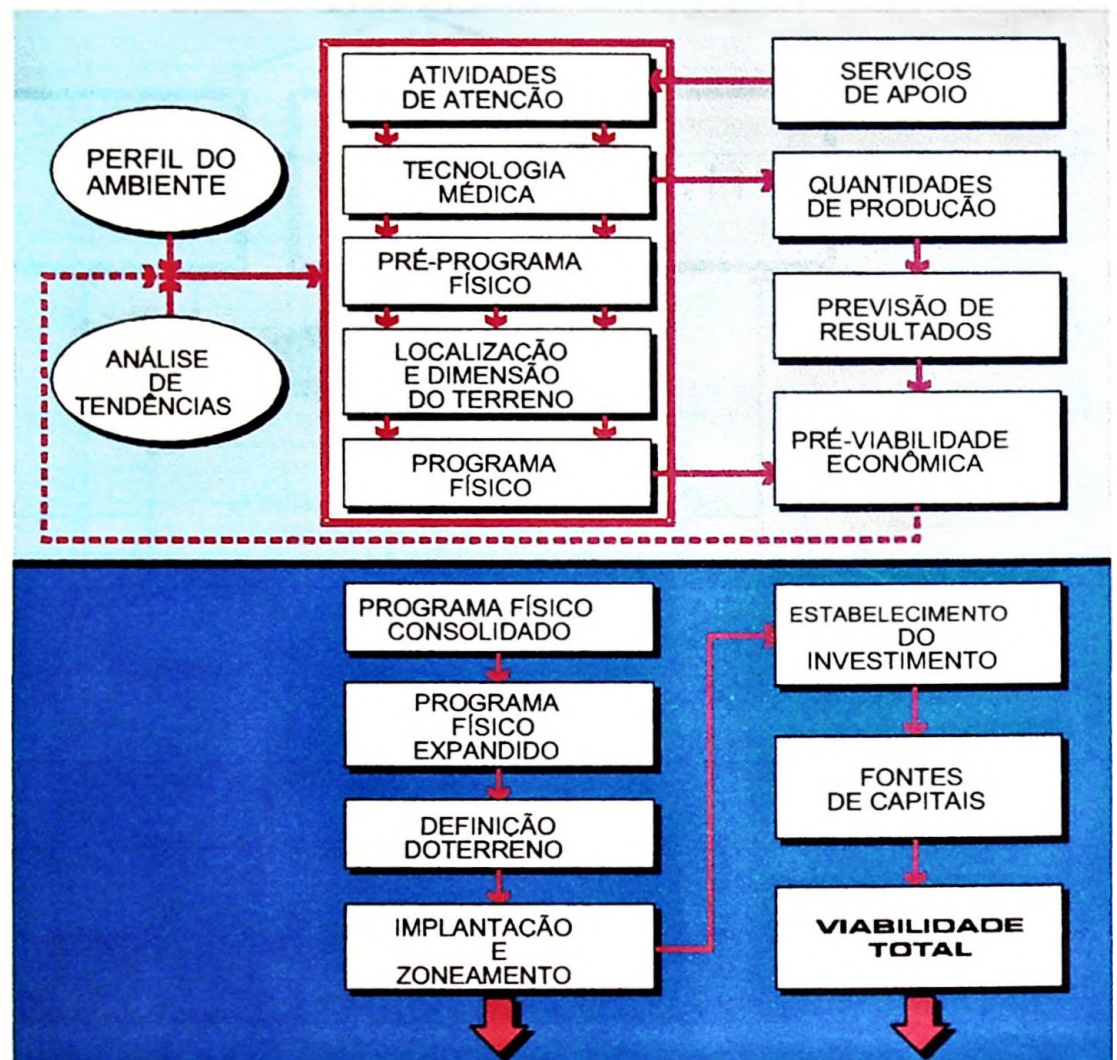 ATIVIDADES
DE ATENCÃO
SERVIÇOS
DE APOIO
PERFIL DO
AMBIENTE
TECNOLOGIA
MÉDICA
QUANTIDADES
DE PRODUÇÃO
PRÉ-PROGRAMA
FÍSICO
PREVISÃO DE
RESULTADOS
ANÁLISE
DE
TENDÊNCIAS
LOCALIZAÇÃO
E DIMENSÃO
DO TERRENO
PROGRAMA
FÍSICO
PRÉ-VIABILIDADE
ECONÔMICA
PROGRAMA FÍSICO
CONSOLIDADO
PROGRAMA
FÍSICO
EXPANDIDO
DEFINIÇÃO
DOTERRENO
IMPLANTAÇÃO
E
ZONEAMENTO
ESTABELECIMENTO
DO
INVESTIMENTO
FONTES
DE CAPITAIS
VIABILIDADE
TOTAL